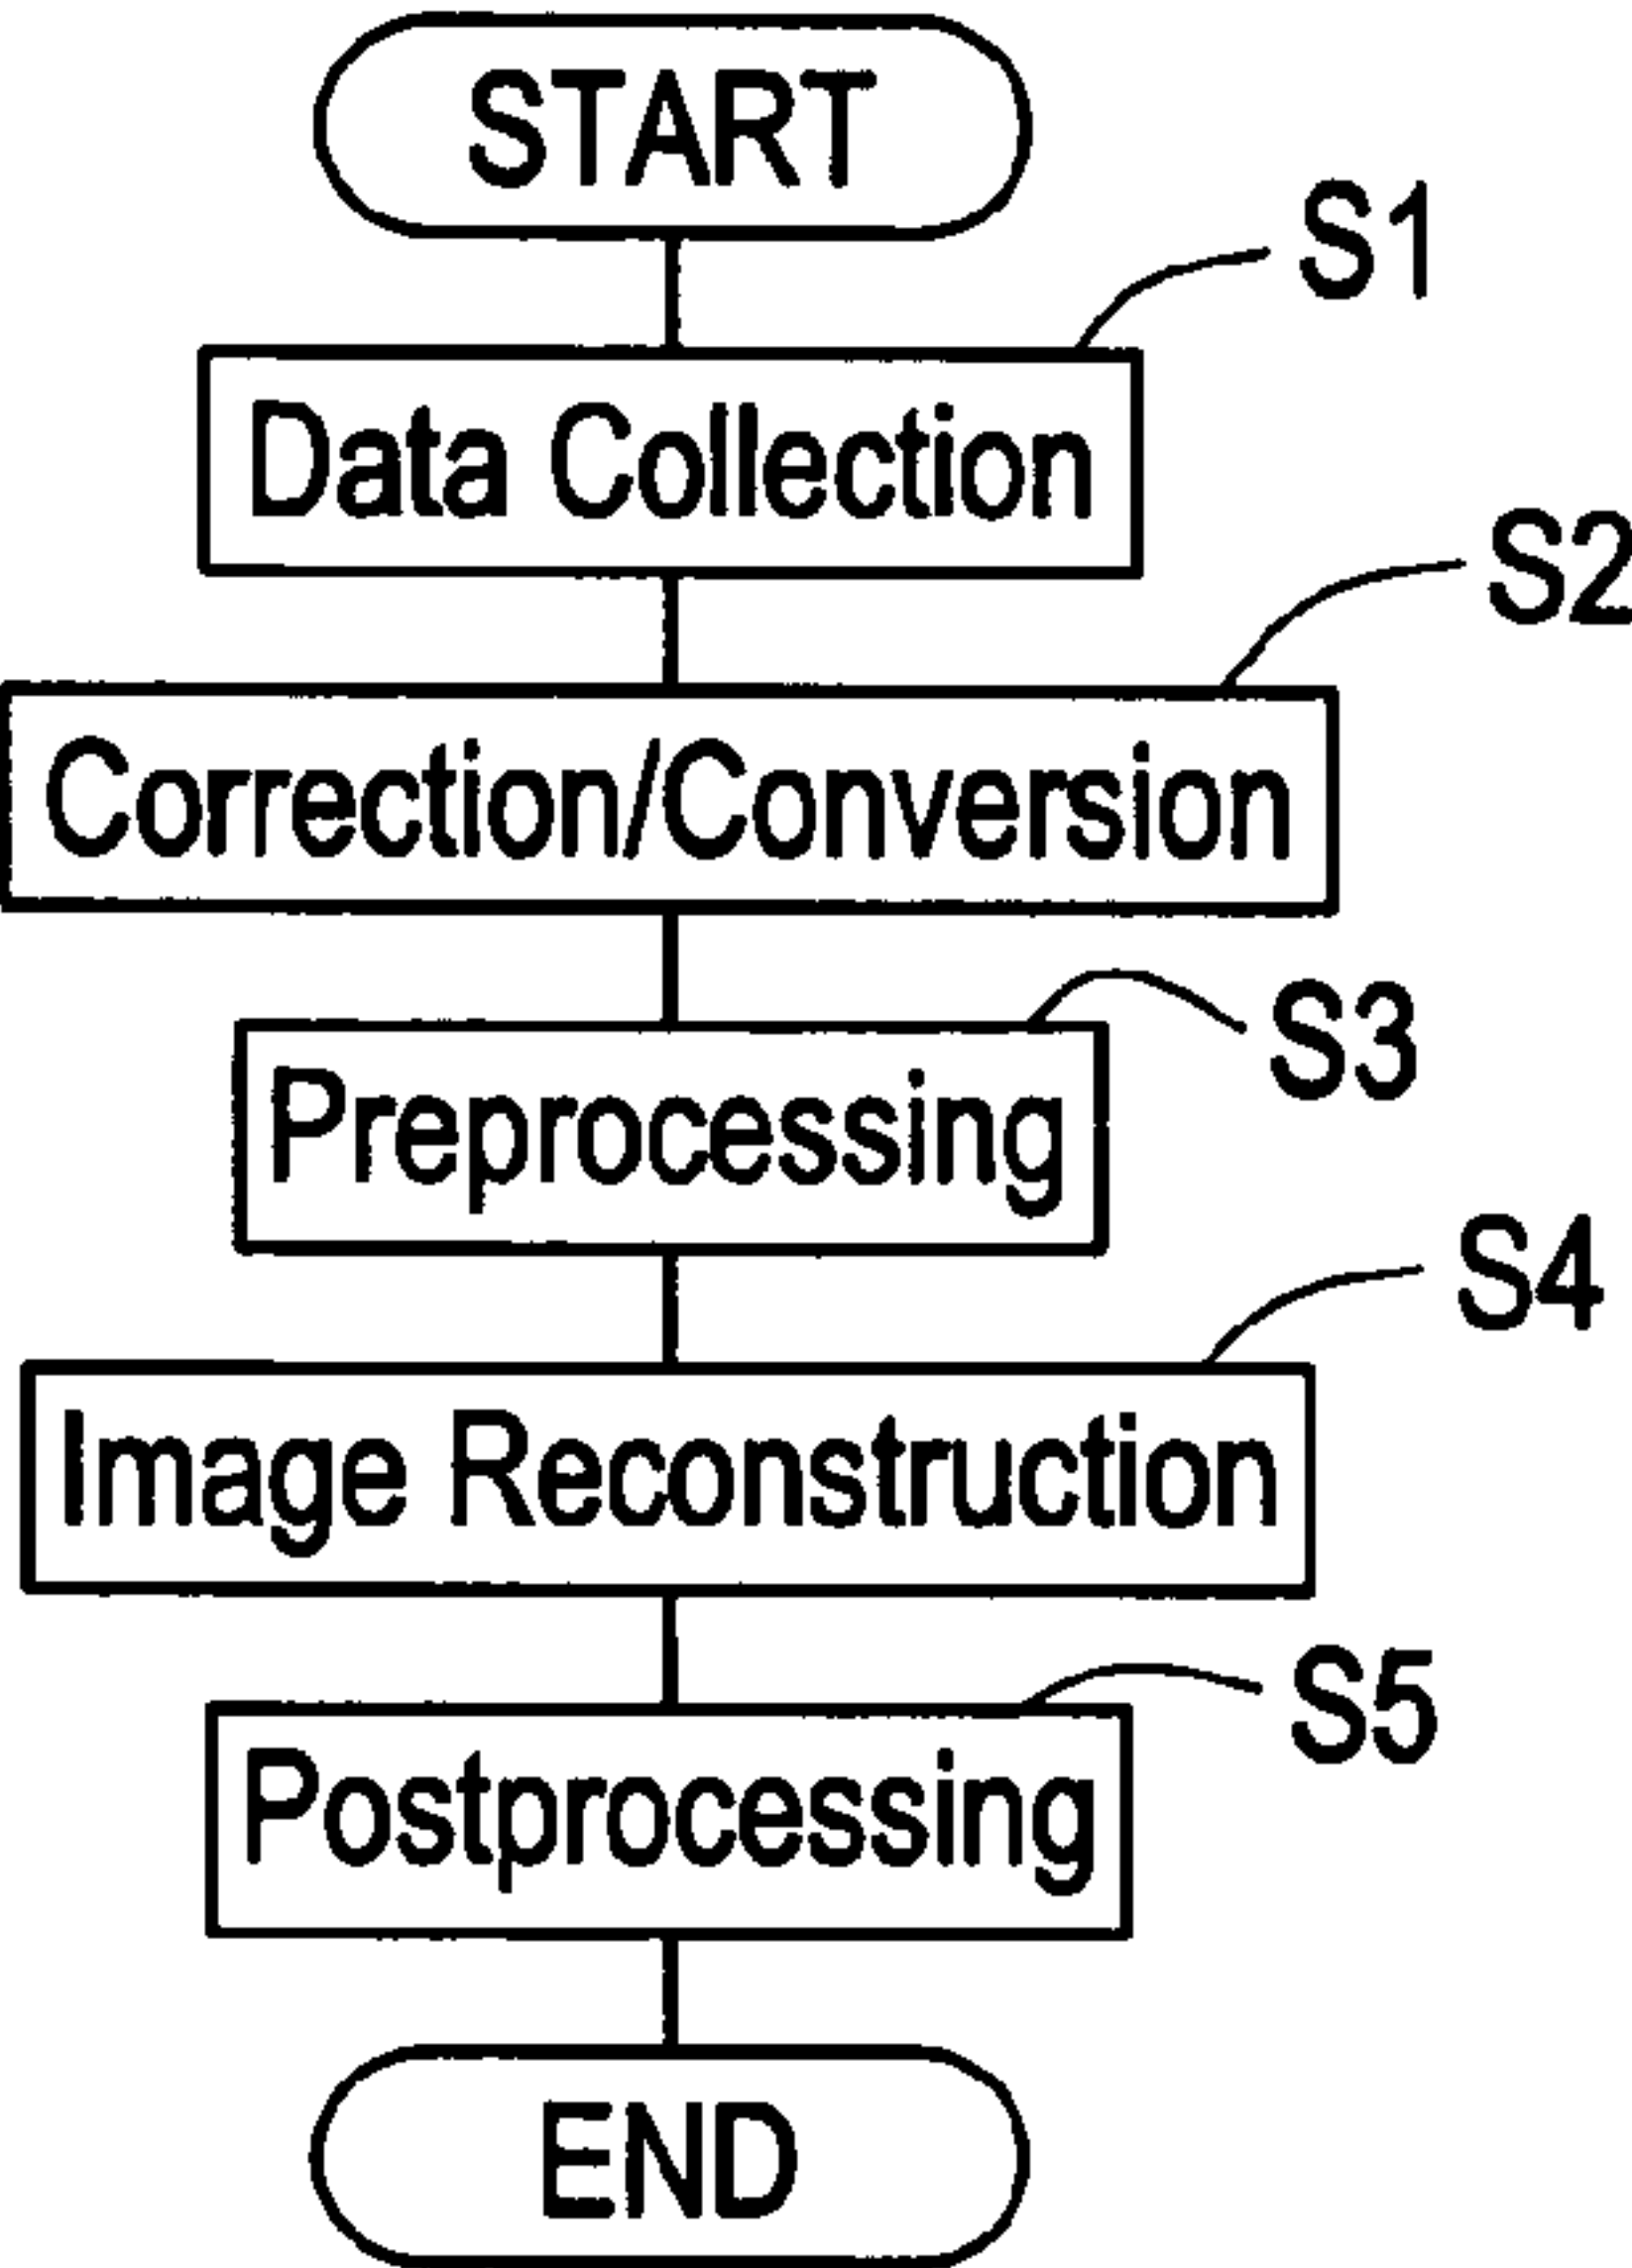 START
S1
Data Collection
S2
Correction/Conversion
S3
Preprocessing
S4
Image Reconstruction
S5
Postprocessing
END